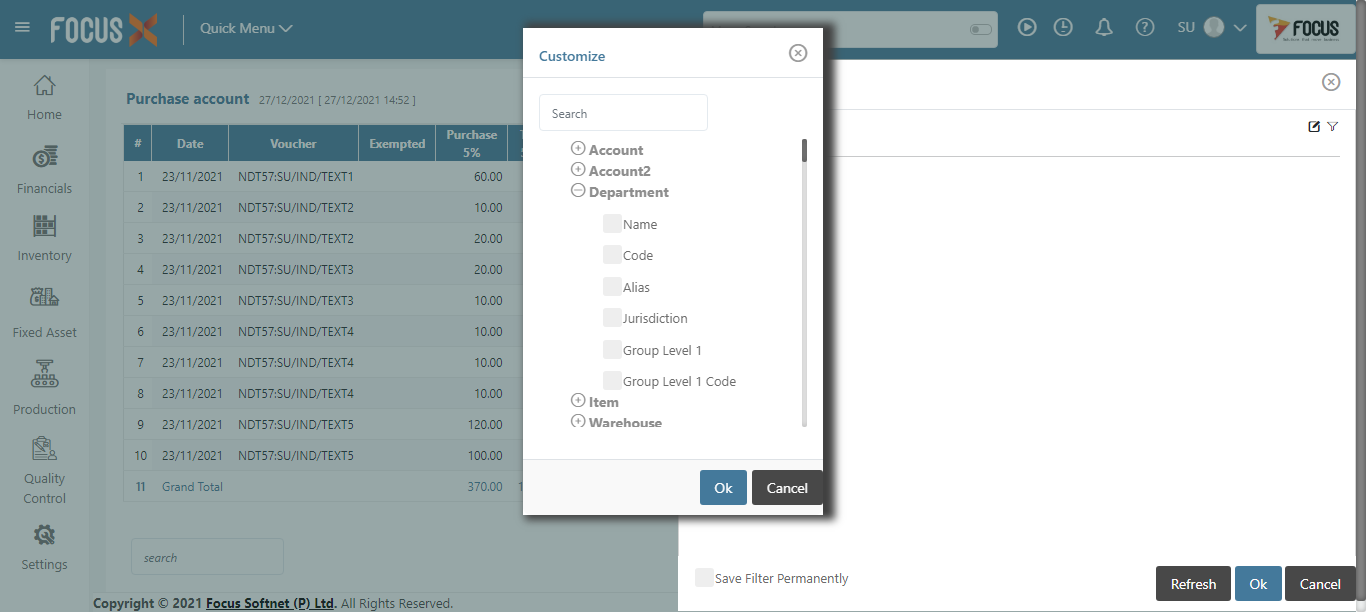 FOCUS
Quick Menu
SU
FOCUS
Home
Financials
Inventory
Fixed Asset
Production
Quality
Control
Settings
Purchase account 27/12/2021 [ 27/12/2021 14:52 ]
# Date Voucher Exempted Purchase 5%
1 23/11/2021 NDT57:SU/IND/TEXT1 60.00
2 23/11/2021 NDT57:SU/IND/TEXT2 10.00
3 23/11/2021 NDT57:SU/IND/TEXT2 20.00
4 23/11/2021 NDT57:SU/IND/TEXT3 20.00
5 23/11/2021 NDT57:SU/IND/TEXT3 10.00
6 23/11/2021 NDT57:SU/IND/TEXT4 10.00
7 23/11/2021 NDT57:SU/IND/TEXT4 10.00
8 23/11/2021 NDT57:SU/IND/TEXT4 10.00
9 23/11/2021 NDT57:SU/IND/TEXT5 120.00
10 23/11/2021 NDT57:SU/IND/TEXT5 100.00
11 Grand Total 370.00
search
Copyright © 2021 Focus Softnet (P) Ltd. All Rights Reserved.
Customize
Search
Account
Account2
Department
Name
Code
Alias
Jurisdiction
Group Level 1
Group Level 1 Code
Item
Warehouse
Ok Cancel
Save Filter Permanently
Refresh Ok Cancel